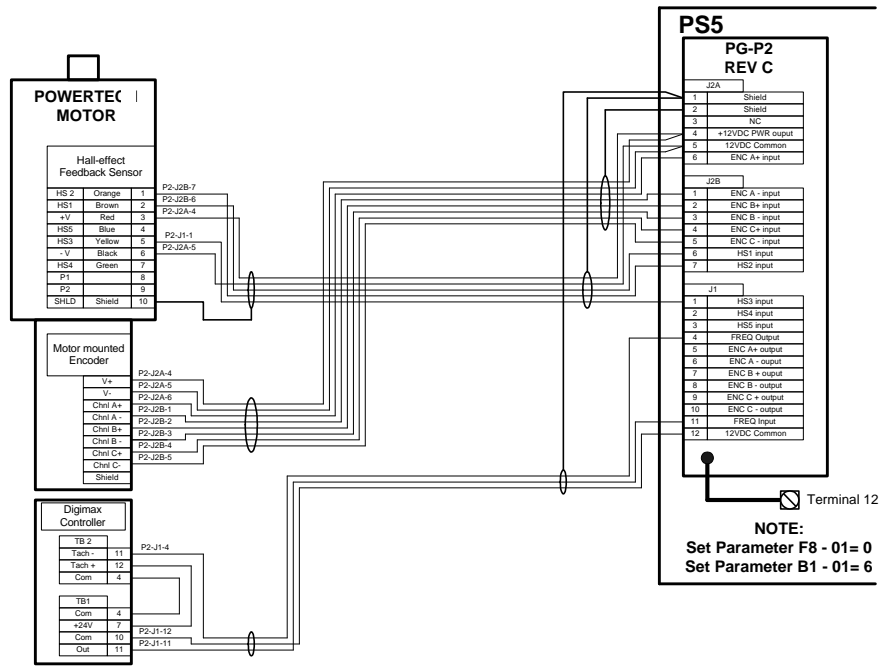 PS5
PG-P2
REV C
J2A
1 Shield
2 Shield
3 NC
4 +12VDC PWR ouput
5 12VDC Common
6 ENC A+ input
J2B
1 ENC A - input
2 ENC B+ input
3 ENC B - input
4 ENC C+ input
5 ENC C - input
6 HS1 input
7 HS2 input
J1
1 HS3 input
2 HS4 input
3 HS5 input
4 FREQ Output
5 ENC A+ output
6 ENC A - ouput
7 ENC B + ouput
8 ENC B - output
9 ENC C + output
10 ENC C - output
11 FREQ Input
12 12VDC Common
Terminal 12
NOTE:
Set Parameter F8 - 01= 0
Set Parameter B1 - 01= 6
POWERTEC
MOTOR
Hall-effect
Feedback Sensor
HS 2 Orange 1 P2-J2B-7
HS1 Brown 2 P2-J2B-6
+V Red 3 P2-J2A-4
HS5 Blue 4
HS3 Yellow 5 P2-J1-1
- V Black 6 P2-J2A-5
HS4 Green 7
P1 8
P2 9
SHLD Shield 10
Motor mounted
Encoder
V+ P2-J2A-4
V- P2-J2A-5
Chnl A+ P2-J2A-6
Chnl A - P2-J2B-1
Chnl B+ P2-J2B-2
Chnl B - P2-J2B-3
Chnl C+ P2-J2B-4
Chnl C- P2-J2B-5
Shield
Digimax
Controller
TB 2
Tach - 11 P2-J1-4
Tach + 12
Com 4
TB1
Com 4
+24V 7
Com 10 P2-J1-12
Out 11 P2-J1-11